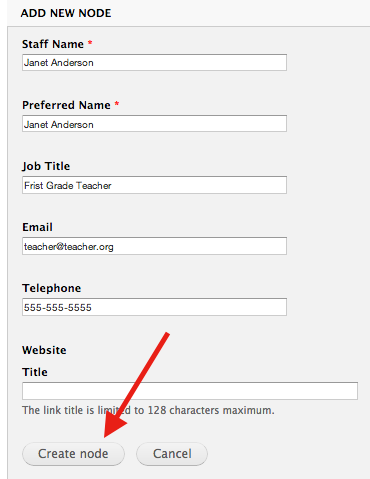 ADD NEW NODE
Staff Name *
Janet Anderson
Preferred Name *
Janet Anderson
Job Title
Frist Grade Teacher
Email
teacher@teacher.org
Telephone
555-555-5555
Website
Title
The link title is limited to 128 characters maximum.
Create node Cancel